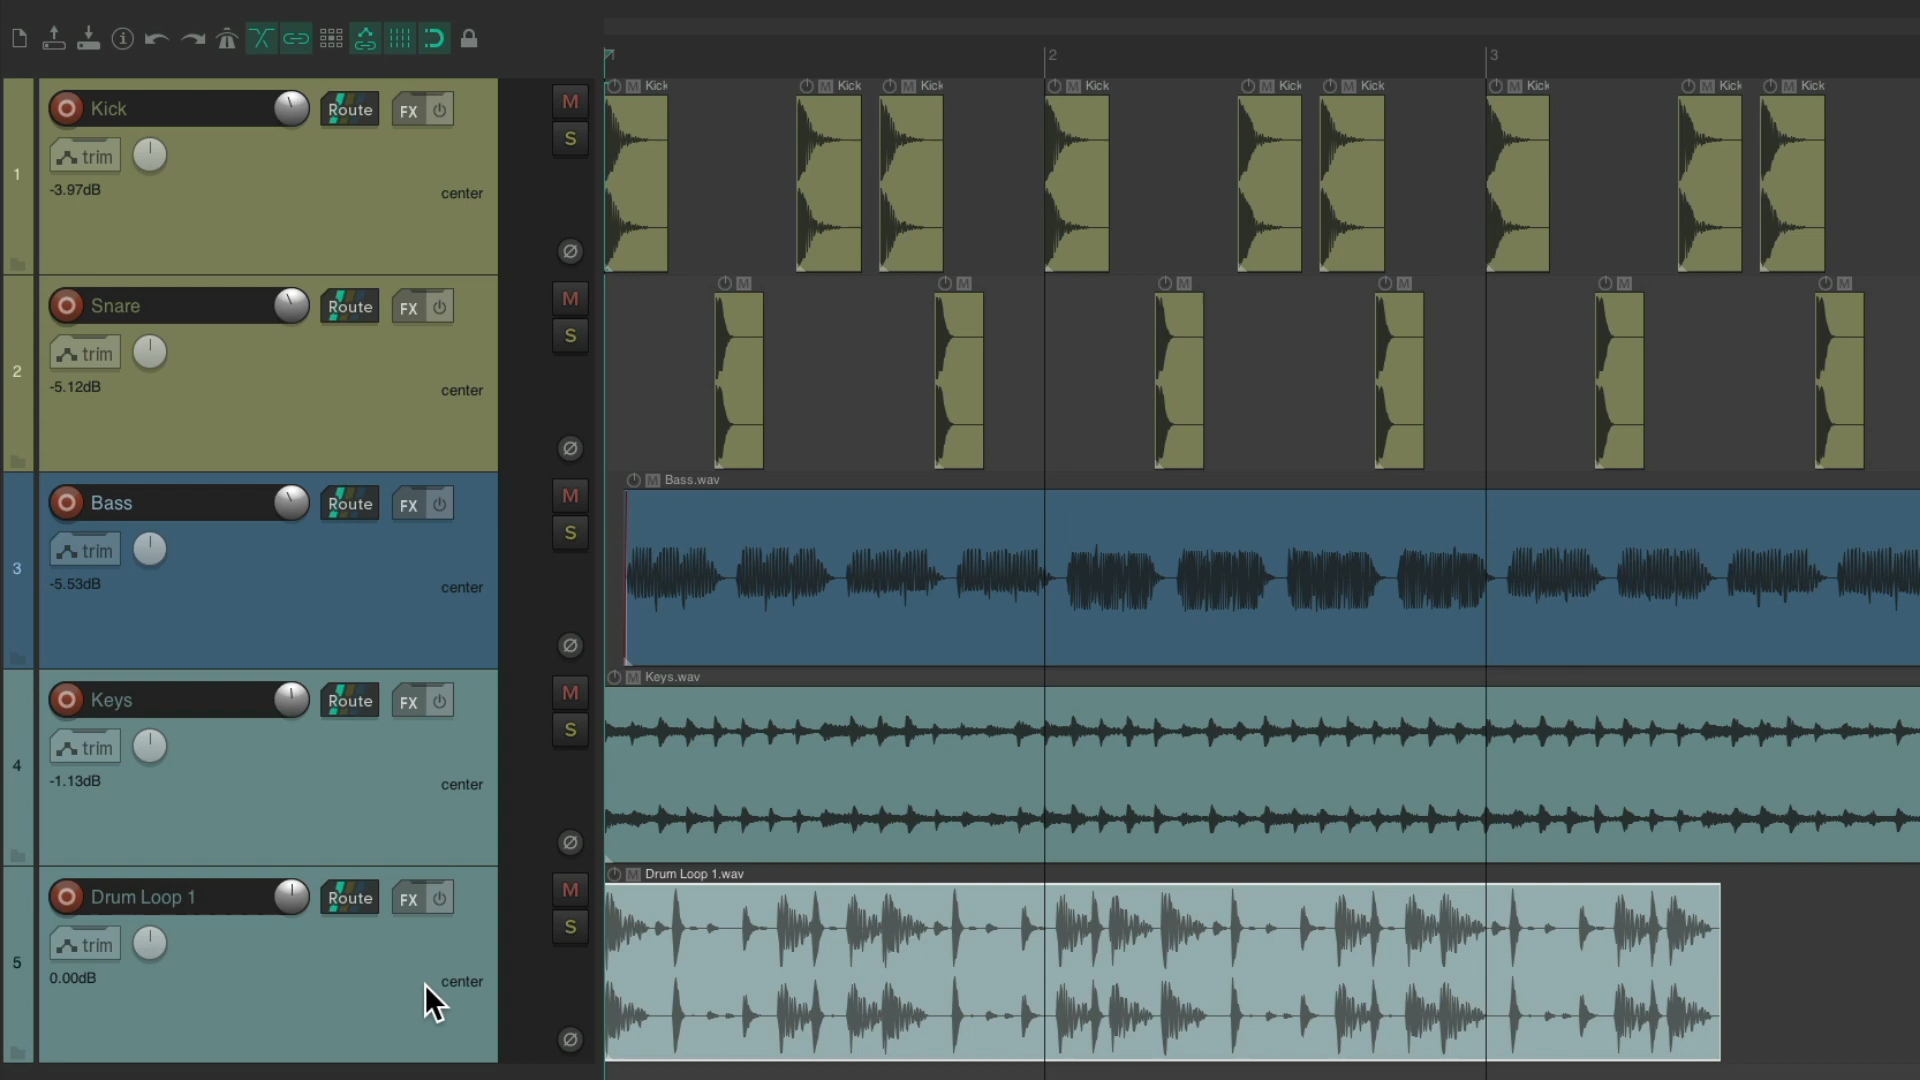 1 2 3
Kick Route FX M
trim S
1
-3.97dB center
M Kick M Kick M Kick M Kick M Kick M Kick M Kick M Kick M Kick
Snare Route FX M
trim S
2
-5.12dB center
M M M M M M
Bass Route FX M
trim S
3
-5.53dB center
M Bass.wav
Keys Route FX M
trim S
4
-1.13dB center
M Keys.wav
Drum Loop 1 Route FX M
trim S
5
0.00dB center
M Drum Loop 1.wav